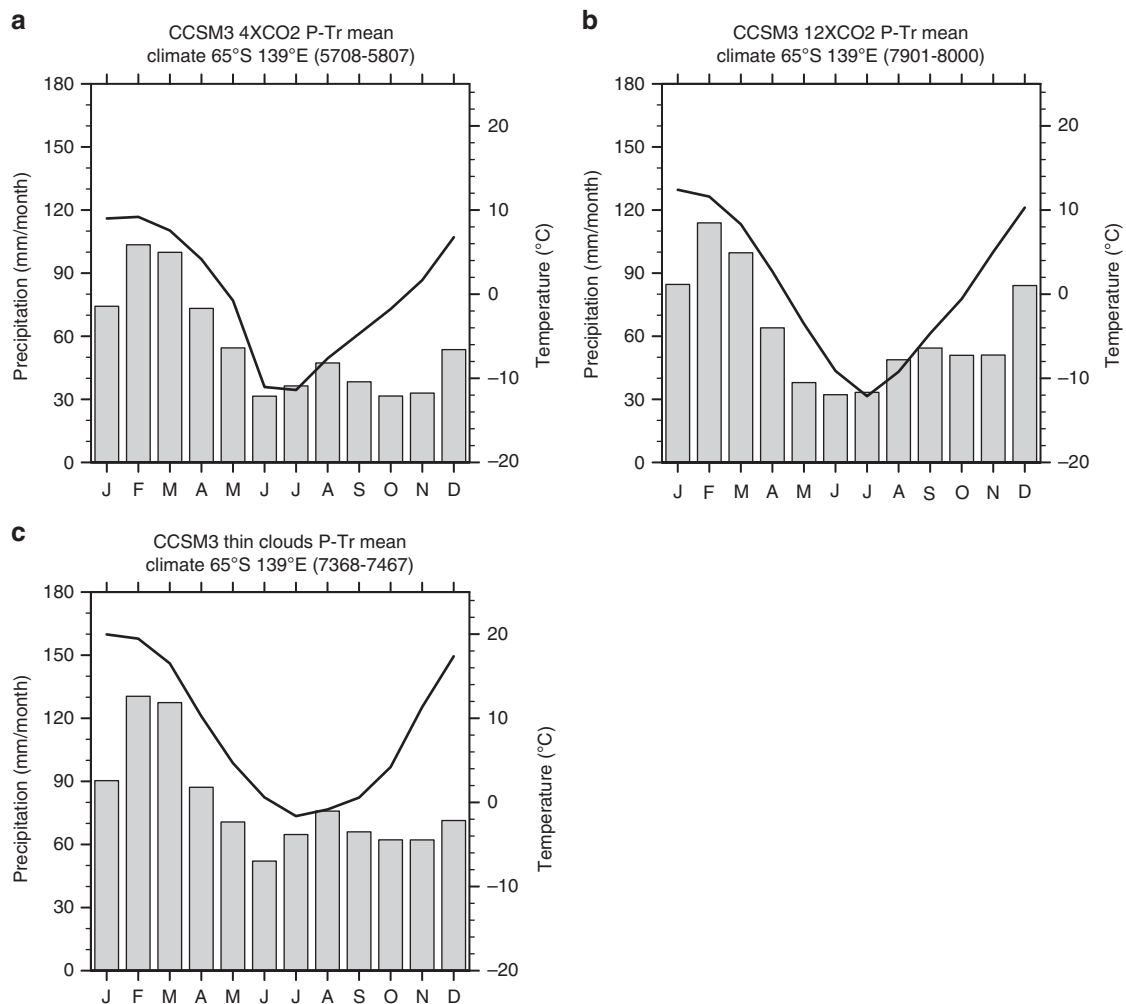 a
CCSM3 4XCO2 P-Tr mean
climate 65°S 139°E (5708-5807)
Precipitation (mm/month)
180
150
120
90
60
30
0
20
10
0
–10
–20
Temperature (°C)
J F M A M J J A S O N D
b
CCSM3 12XCO2 P-Tr mean
climate 65°S 139°E (7901-8000)
Precipitation (mm/month)
180
150
120
90
60
30
0
20
10
0
–10
–20
Temperature (°C)
J F M A M J J A S O N D
c
CCSM3 thin clouds P-Tr mean
climate 65°S 139°E (7368-7467)
Precipitation (mm/month)
180
150
120
90
60
30
0
20
10
0
–10
–20
Temperature (°C)
J F M A M J J A S O N D